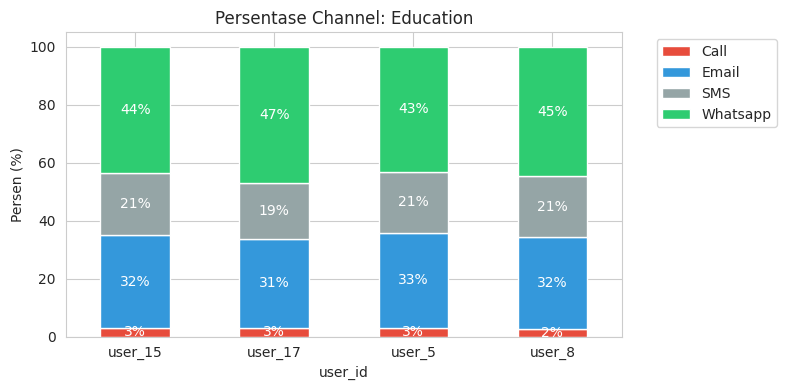 Persentase Channel: Education
Persen (%)
100
80
60
40
20
0
44%
47%
43%
45%
21%
19%
21%
21%
32%
31%
33%
32%
3%
3%
3%
2%
user_15
user_17
user_5
user_8
user_id
Call
Email
SMS
Whatsapp